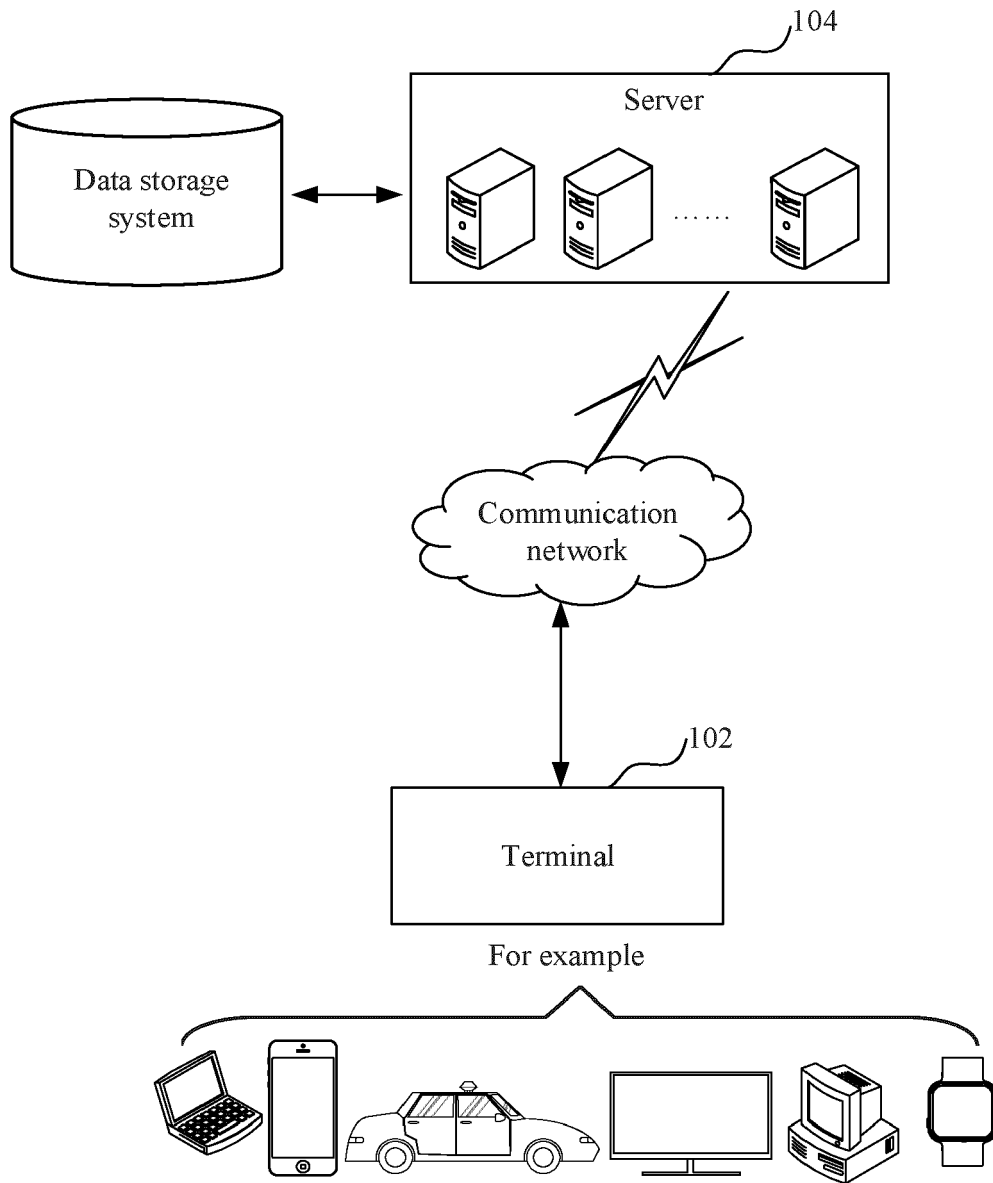 104
Server
Data storage
system
……
Communication
network
102
Terminal
For example